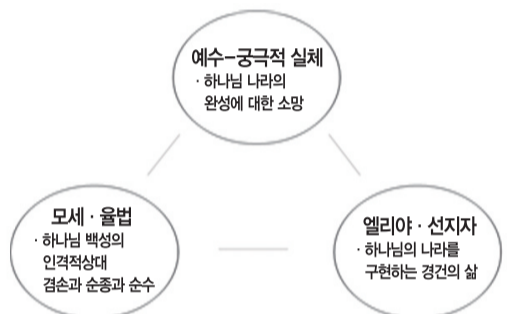 예수-궁극적 실체
· 하나님 나라의
완성에 대한 소망
모세 · 율법
· 하나님 백성의
인격적상대
겸손과 순종과 순수
엘리야 · 선지자
· 하나님의 나라를
구현하는 경건의 삶